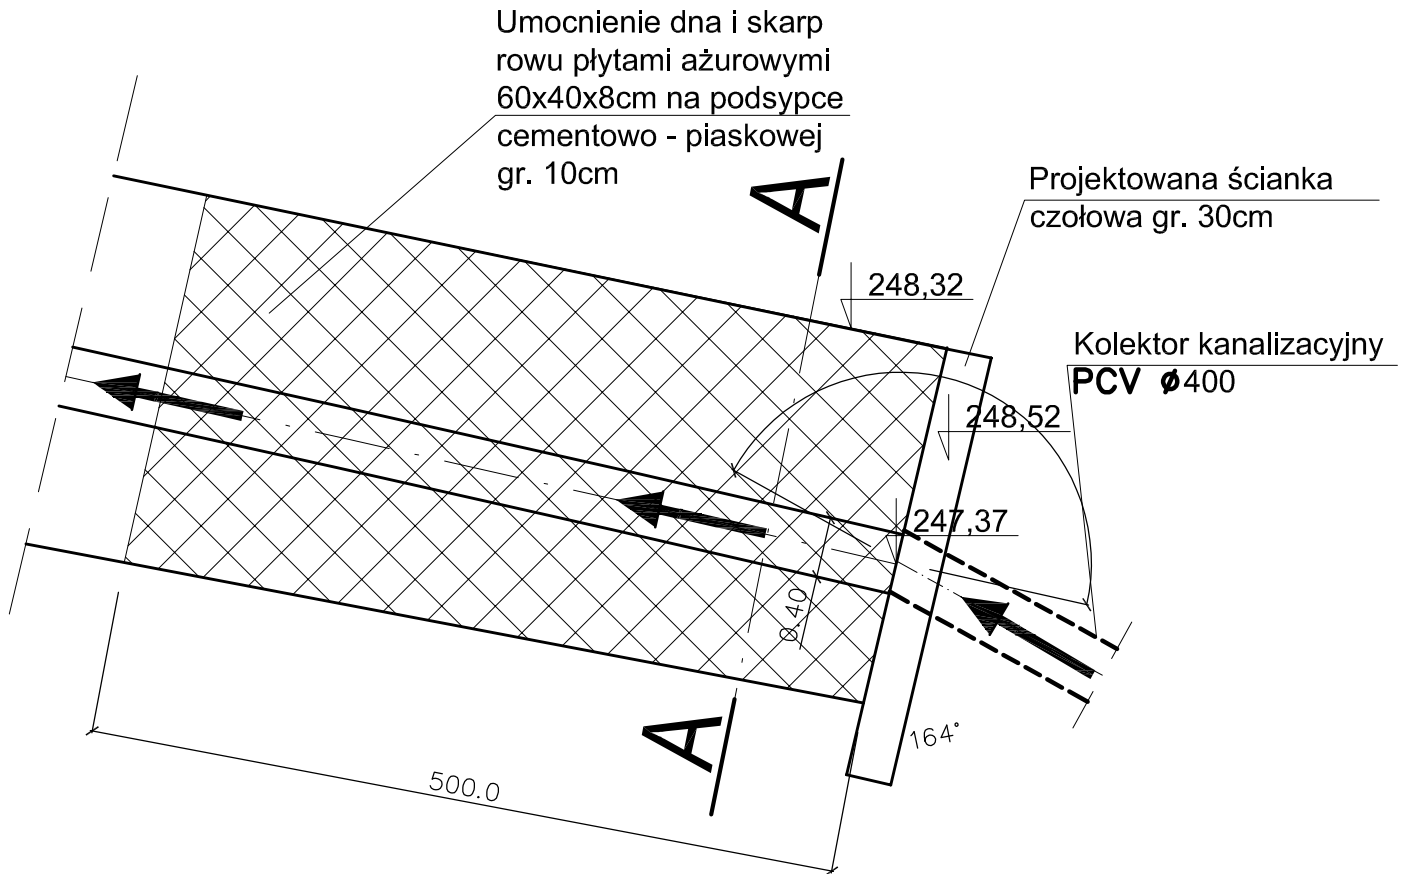 Umocnienie dna i skarp
rowu płytami ażurowymi
60x40x8cm na podsypce
cementowo - piaskowej
gr. 10cm
A
Projektowana ścianka
czołowa gr. 30cm
248,32
Kolektor kanalizacyjny
PCV ø400
248,52
247,37
0.40
A
164°
500.0